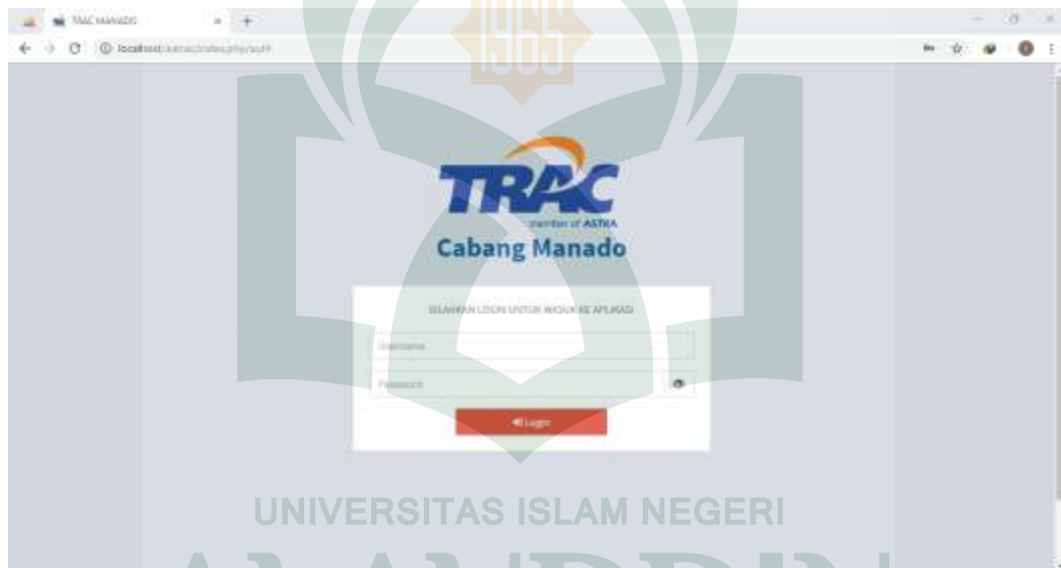 TRAC MANADO
1965
localhost/
TRAC
member of ASTRA
Cabang Manado
SILAHKAN LOGIN UNTUK MASUK KE APLIKASI
Username
Password
Login
UNIVERSITAS ISLAM NEGERI